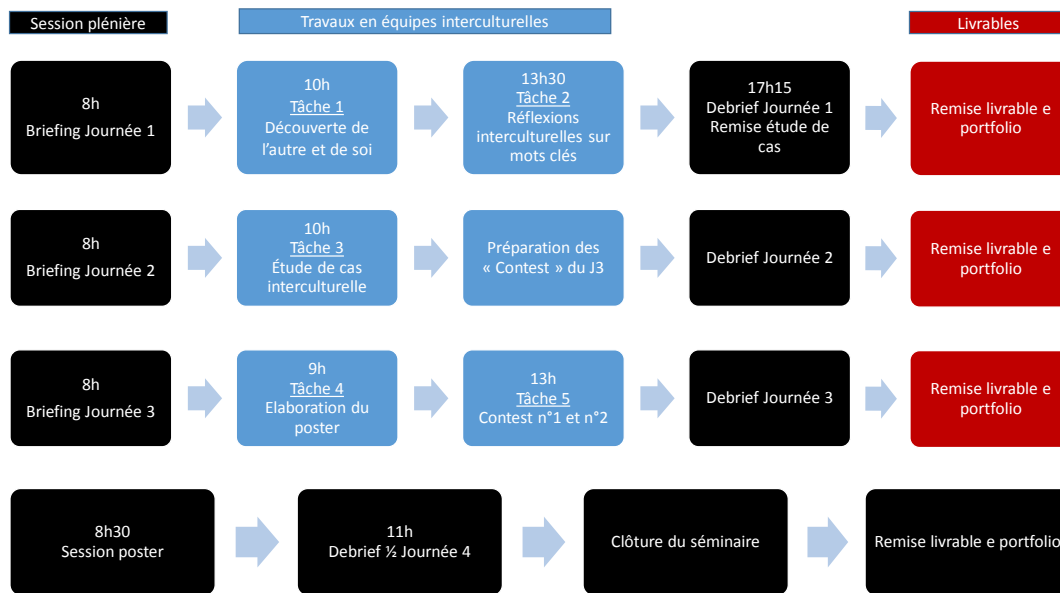 Session plénière
Travaux en équipes interculturelles
Livrables
8h
Briefing Journée 1
10h
Tâche 1
Découverte de
l'autre et de soi
13h30
Tâche 2
Réflexions
interculturelles sur
mots clés
17h15
Debrief Journée 1
Remise étude de
cas
Remise livrable e
portfolio
8h
Briefing Journée 2
10h
Tâche 3
Étude de cas
interculturelle
Préparation des
« Contest » du J3
Debrief Journée 2
Remise livrable e
portfolio
8h
Briefing Journée 3
9h
Tâche 4
Elaboration du
poster
13h
Tâche 5
Contest n°1 et n°2
Debrief Journée 3
Remise livrable e
portfolio
8h30
Session poster
11h
Debrief ½ Journée 4
Clôture du séminaire
Remise livrable e portfolio